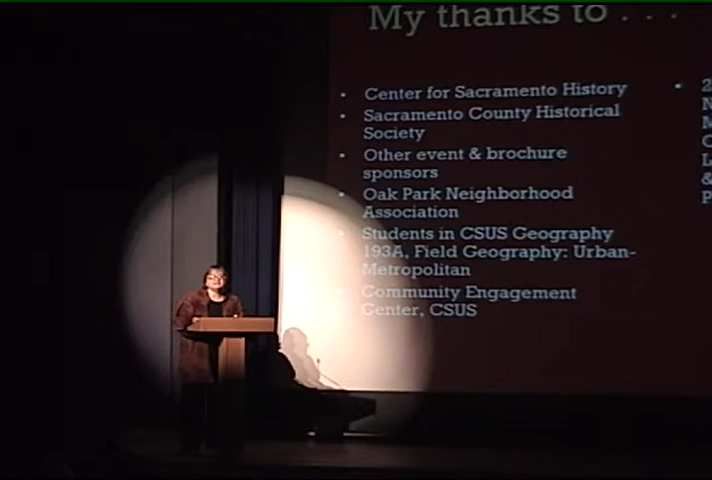 My thanks to . . .
• Center for Sacramento History
• Sacramento County Historical
Society
• Other event & brochure
sponsors
• Oak Park Neighborhood
Association
• Students in CSUS Geography
193A, Field Geography: Urban-
Metropolitan
Community Engagement
Center, CSUS
• 2
N
M
C
L
&
P